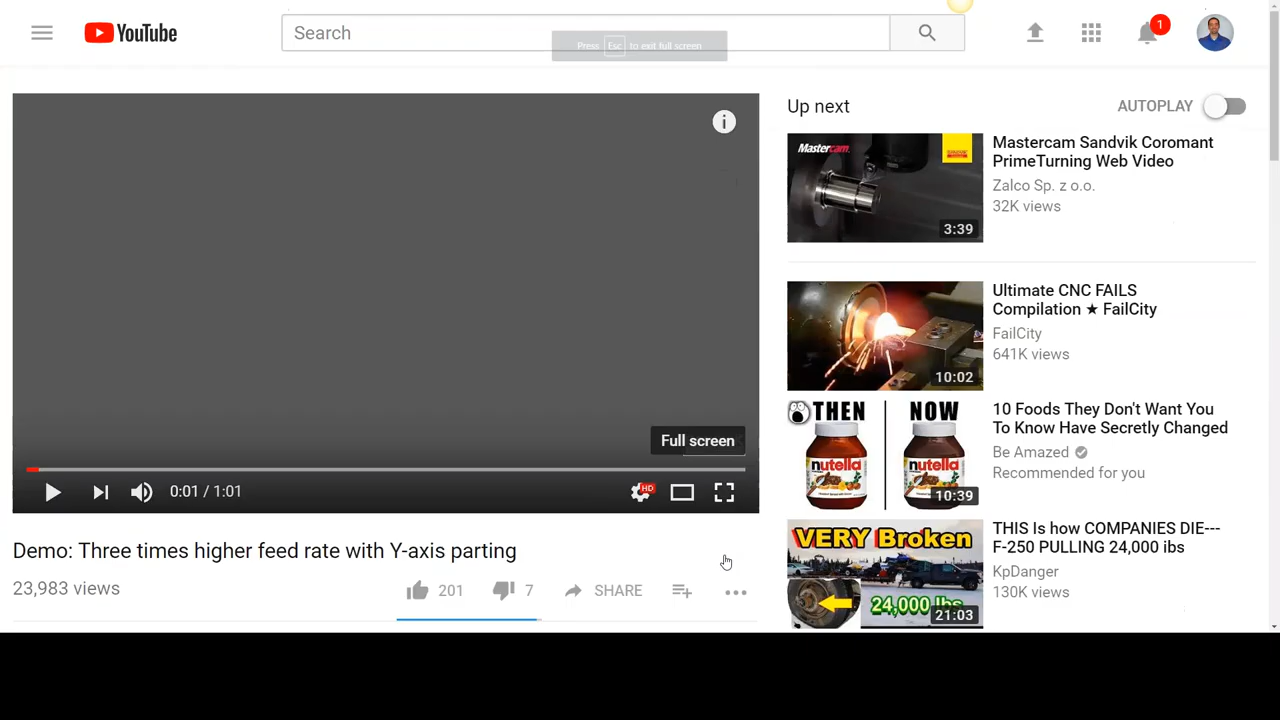 YouTube
Search
Press Esc to exit full screen
1
i
Full screen
0:01 / 1:01
HD
Demo: Three times higher feed rate with Y-axis parting
23,983 views
201
7
SHARE
Up next
AUTOPLAY
Mastercam
3:39
Mastercam Sandvik Coromant
PrimeTurning Web Video
Zalco Sp. z o.o.
32K views
10:02
Ultimate CNC FAILS
Compilation ★ FailCity
FailCity
641K views
THEN NOW
nutella nutella
10:39
10 Foods They Don't Want You
To Know Have Secretly Changed
Be Amazed
Recommended for you
VERY Broken
24,000 lbs
21:03
THIS Is how COMPANIES DIE---
F-250 PULLING 24,000 ibs
KpDanger
130K views